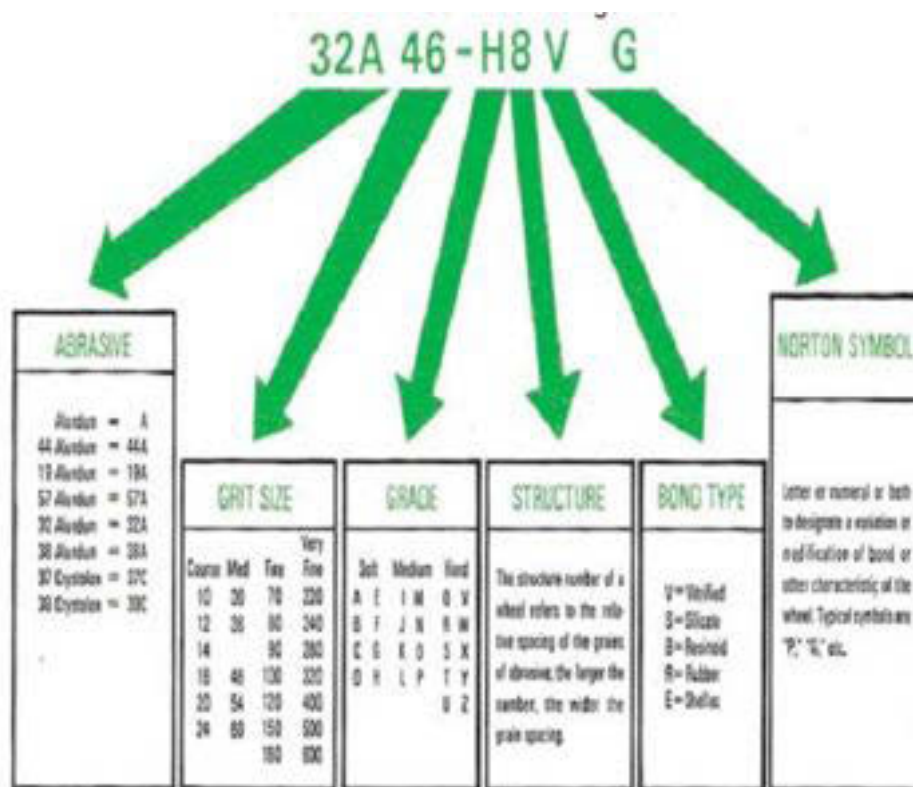 32A 46-H8 V G
ABRASIVE
Alundum = A
44 Alundum = 44A
19 Alundum = 19A
57 Alundum = 57A
32 Alundum = 32A
38 Alundum = 38A
37 Crystolon = 37C
39 Crystolon = 39C
GRIT SIZE
Coarse Med Fine Very Fine
10 30 70 220
12 36 80 240
14 90 280
16 46 100 320
20 54 120 400
24 60 150 500
180 600
GRADE
Soft Medium Hard
A E I M Q V
B F J N R W
C G K O S X
D H L P T Y
U Z
STRUCTURE
The structure number of a
wheel refers to the rela-
tive spacing of the grains
of abrasive; the larger the
number, the wider the
grain spacing.
BOND TYPE
V = Vitrified
S = Silicate
B = Resinoid
R = Rubber
E = Shellac
NORTON SYMBOL
Letter or numeral or both
to designate a variation or
modification of bond or
other characteristic of the
wheel. Typical symbols are
"P," "G," etc.